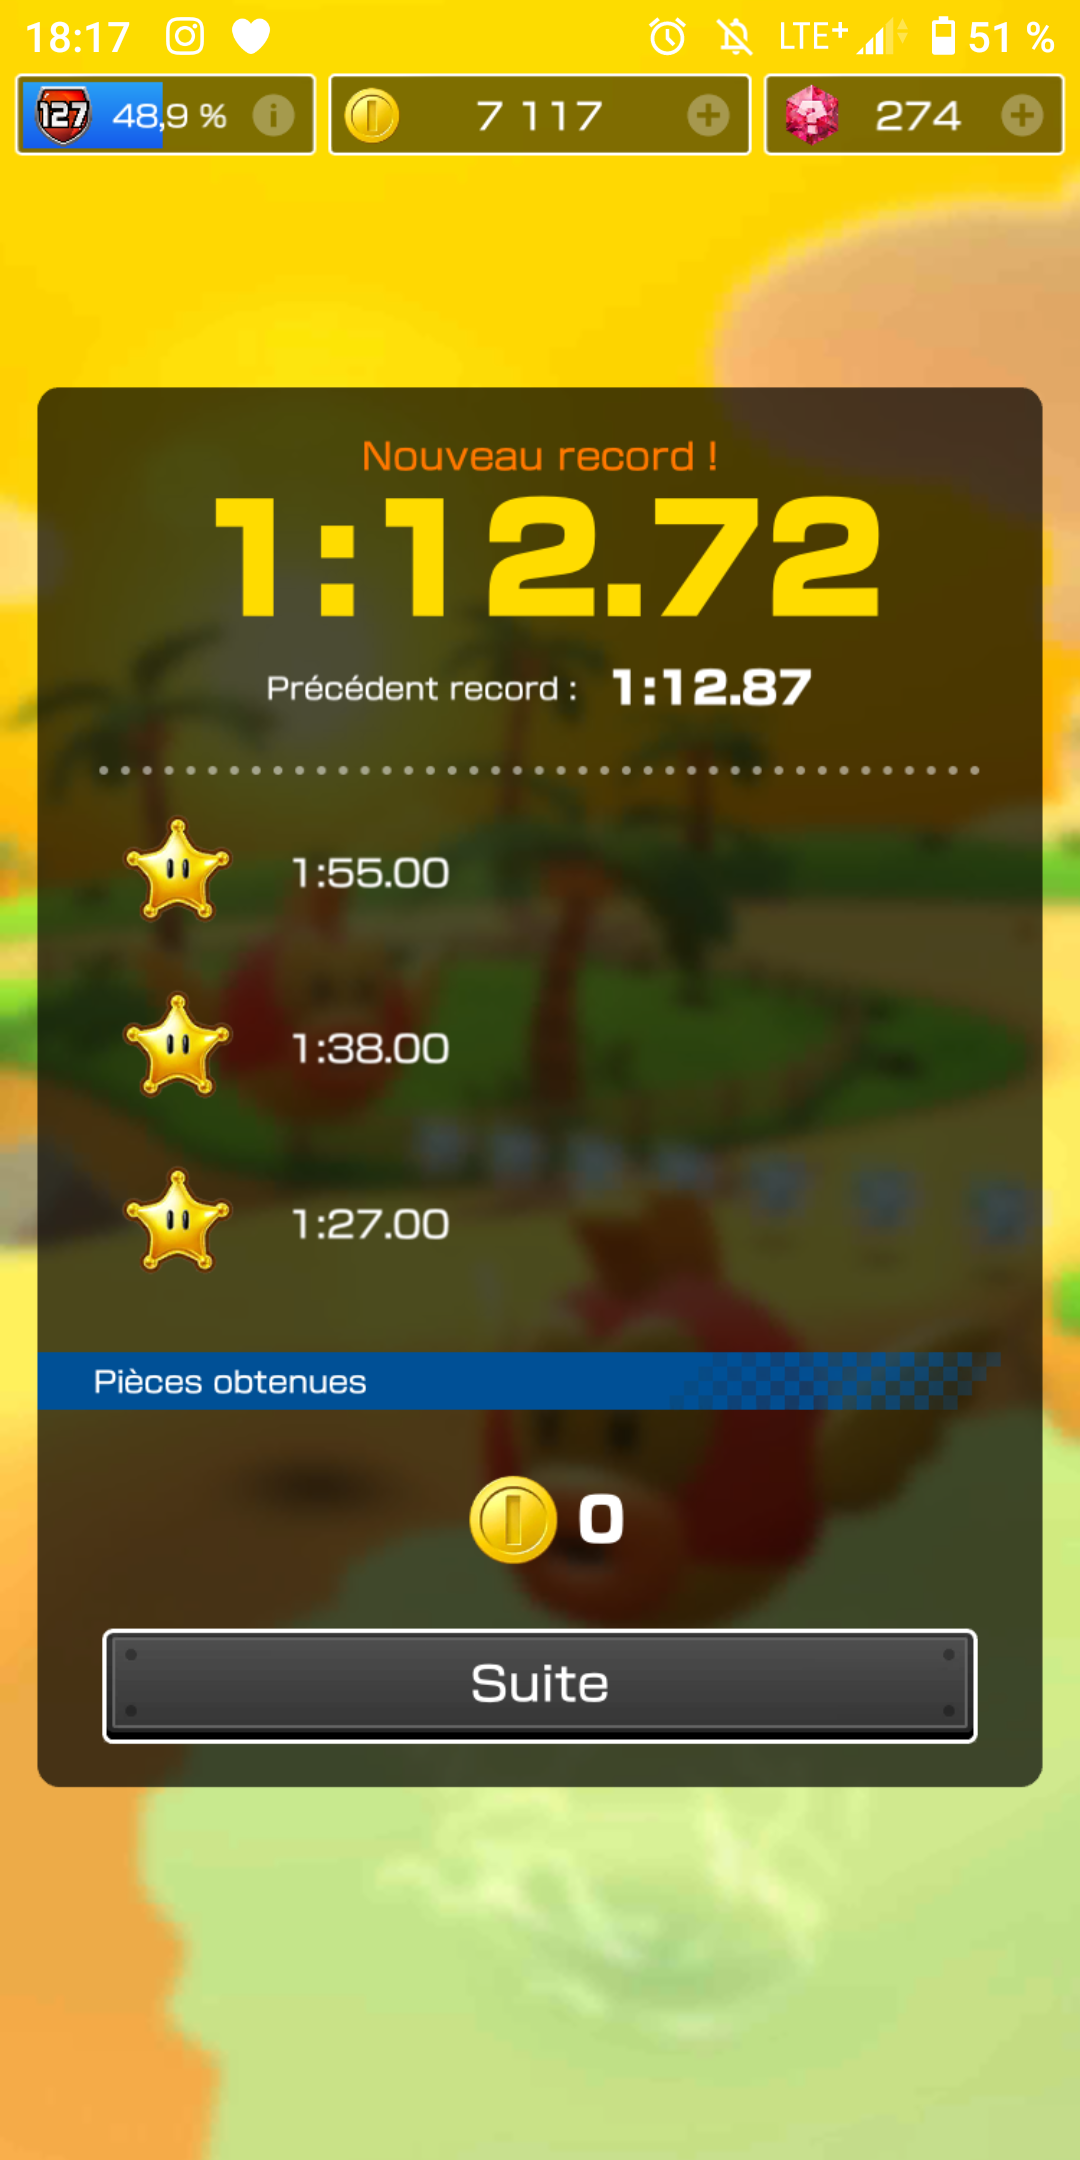 18:17 LTE+ 51 %
127 48,9 % i 7 117 + 274 +
Nouveau record !
1:12.72
Précédent record : 1:12.87
1:55.00
1:38.00
1:27.00
Pièces obtenues
0
Suite